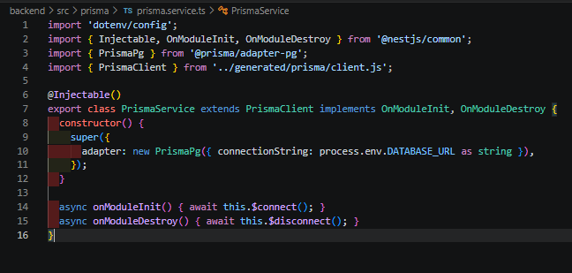 backend > src > prisma > TS prisma.service.ts > PrismaService
1 import 'dotenv/config';
2 import { Injectable, OnModuleInit, OnModuleDestroy } from '@nestjs/common';
3 import { PrismaPg } from '@prisma/adapter-pg';
4 import { PrismaClient } from '../generated/prisma/client.js';
5
6 @Injectable()
7 export class PrismaService extends PrismaClient implements OnModuleInit, OnModuleDestroy {
8   constructor() {
9     super({
10       adapter: new PrismaPg({ connectionString: process.env.DATABASE_URL as string }),
11     });
12   }
13
14   async onModuleInit() { await this.$connect(); }
15   async onModuleDestroy() { await this.$disconnect(); }
16 }